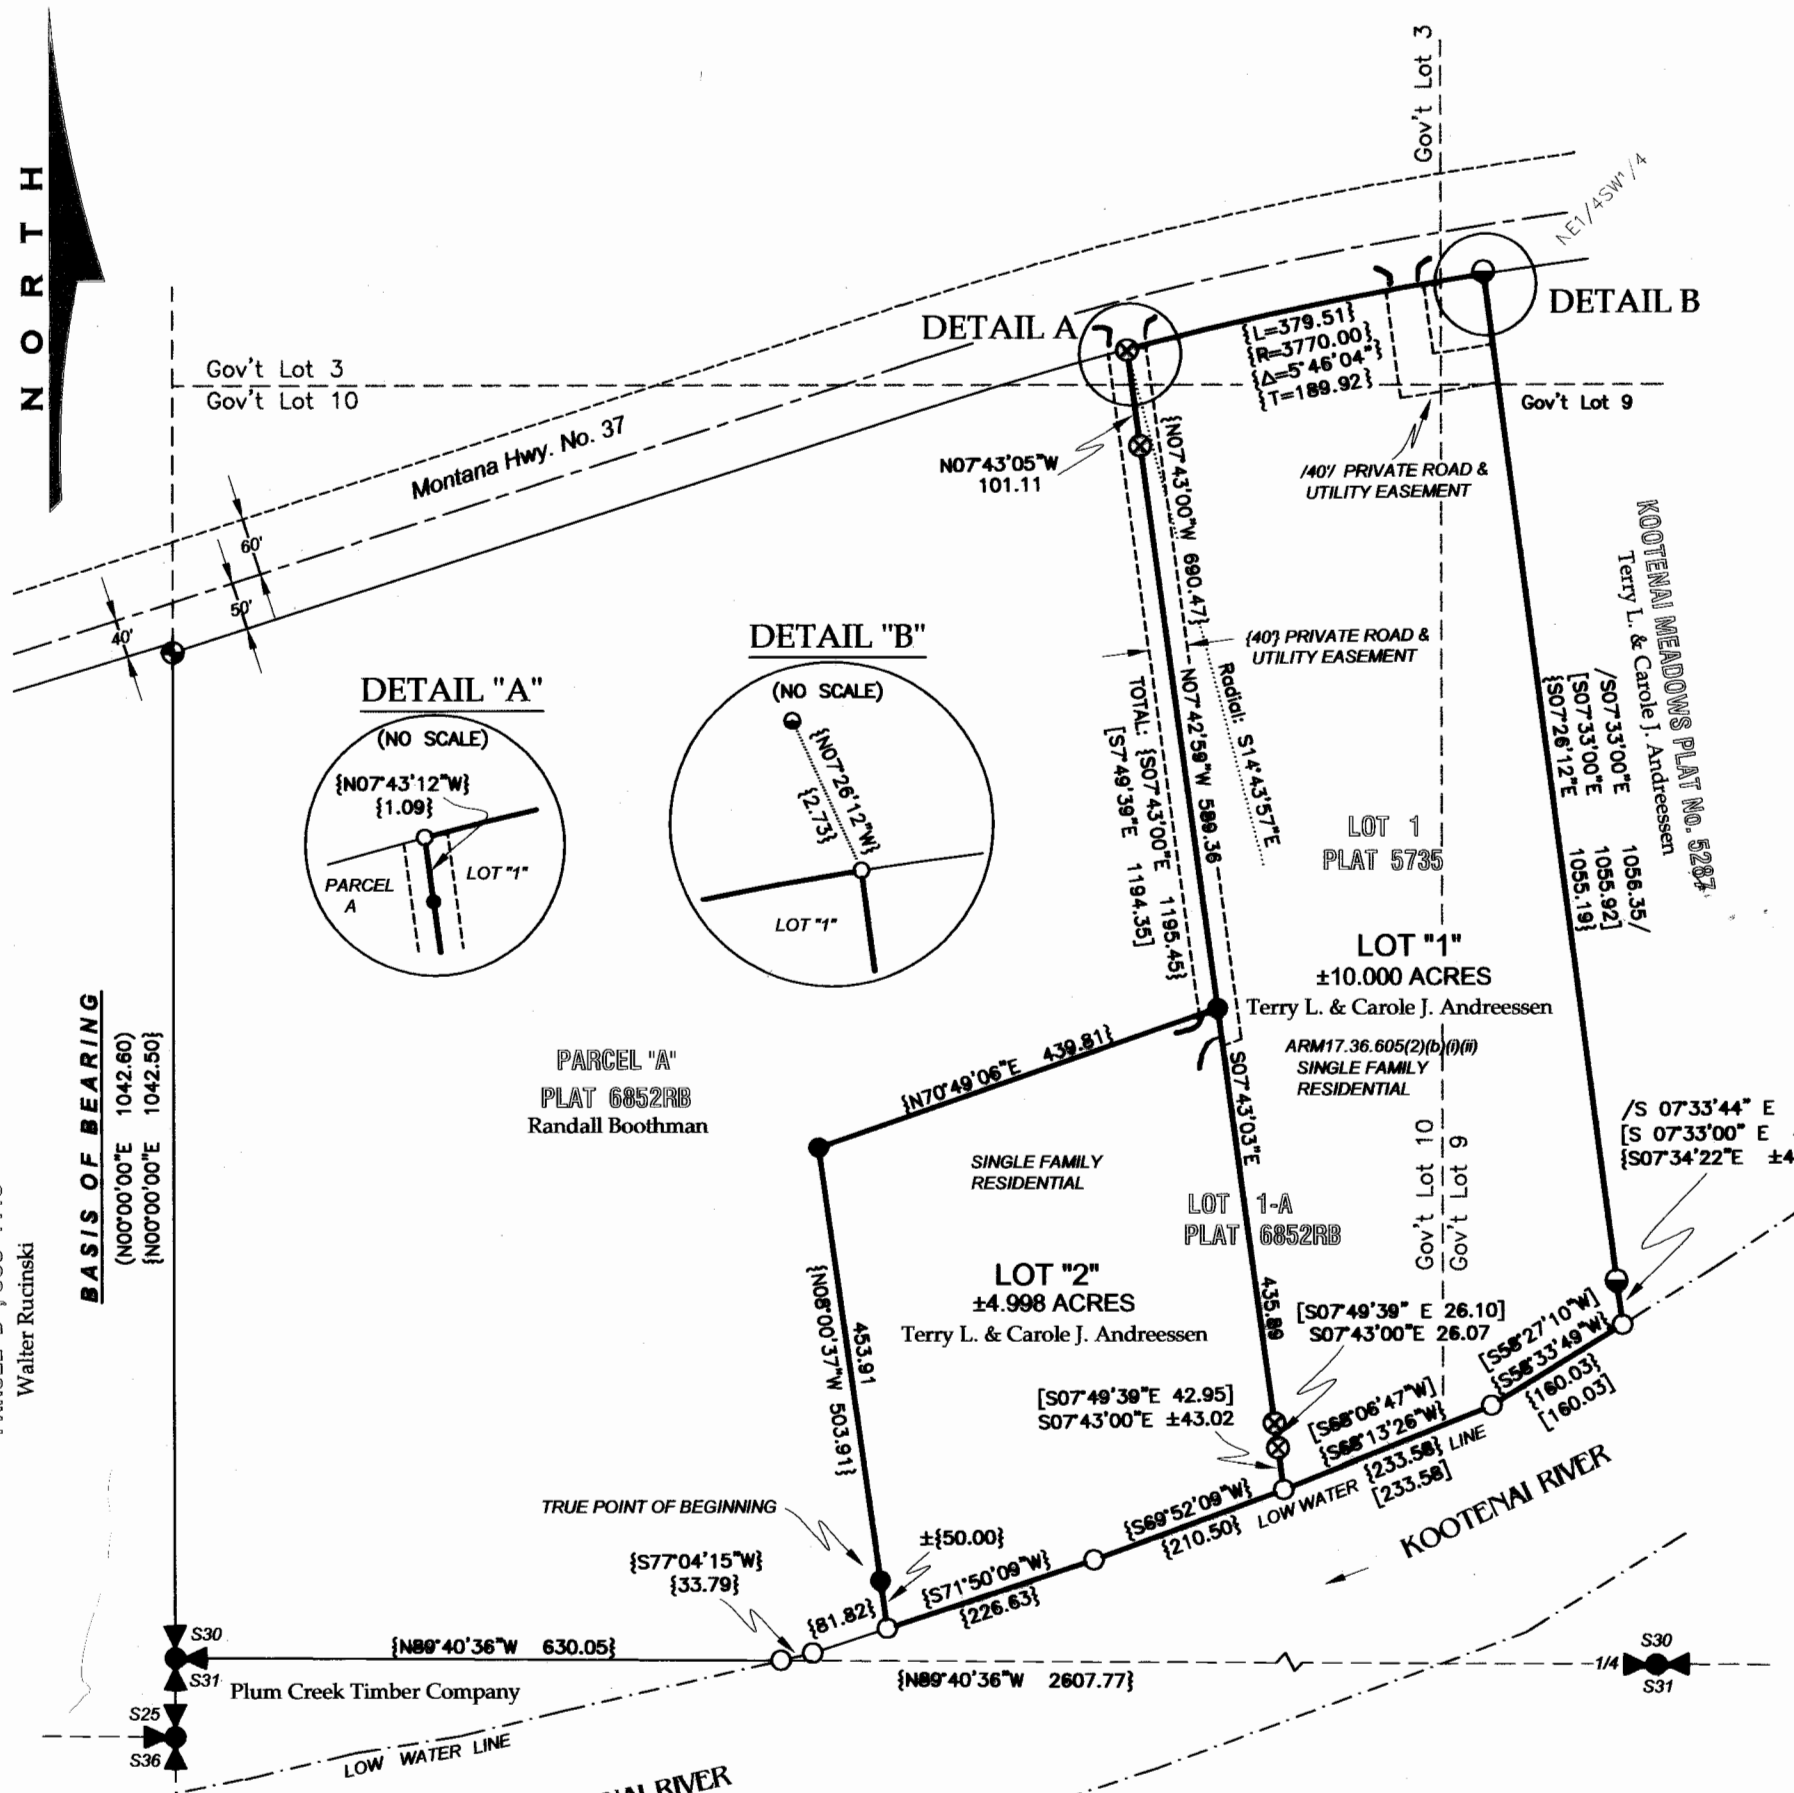 NORTH
Gov't Lot 3
NE1/4SW1/4
DETAIL A
DETAIL B
{L=379.51}
{R=3770.00}
{Δ=5°46'04"}
{T=189.92}
Gov't Lot 3
Gov't Lot 10
Gov't Lot 9
Montana Hwy. No. 37
60'
50'
40'
N07°43'05"W
101.11
{N07°43'00"W 690.47}
/40'/ PRIVATE ROAD &
UTILITY EASEMENT
{40'} PRIVATE ROAD &
UTILITY EASEMENT
KOOTENAI MEADOWS PLAT No. 5287
Terry L. & Carole J. Andreessen
/S07°33'00"E 1056.35/
[S07°33'00"E 1055.92]
{S07°26'12"E 1055.19}
N07°42'59"W 589.36
Radial: S14°43'57"E
TOTAL: {S07°43'00"E 1195.45}
[S7°49'39"E 1194.35]
DETAIL "A"
(NO SCALE)
{N07°43'12"W}
{1.09}
PARCEL
A
LOT "1"
DETAIL "B"
(NO SCALE)
{N07°26'12"W}
{2.73}
LOT "1"
LOT 1
PLAT 5735
LOT "1"
±10.000 ACRES
Terry L. & Carole J. Andreessen
ARM17.36.605(2)(b)(i)(ii)
SINGLE FAMILY
RESIDENTIAL
BASIS OF BEARING
(N00°00'00"E 1042.60)
{N00°00'00"E 1042.50}
Walter Rucinski
PARCEL "A"
PLAT 6852RB
Randall Boothman
{N70°49'06"E 439.81}
S07°43'03"E
435.89
SINGLE FAMILY
RESIDENTIAL
LOT 1-A
PLAT 6852RB
Gov't Lot 10
Gov't Lot 9
/S 07°33'44" E
[S 07°33'00" E
{S07°34'22"E ±4
LOT "2"
±4.998 ACRES
Terry L. & Carole J. Andreessen
453.91
{N08°00'37"W 503.91}
[S07°49'39" E 26.10]
S07°43'00"E 26.07
[S07°49'39"E 42.95]
S07°43'00"E ±43.02
[S58°27'10"W]
{S58°33'49"W}
{160.03}
[160.03]
[S68°06'47"W]
{S68°13'26"W}
{233.58}
[233.58]
LOW WATER LINE
{S69°52'09"W}
{210.50}
KOOTENAI RIVER
TRUE POINT OF BEGINNING
±{50.00}
{S77°04'15"W}
{33.79}
{81.82}
{S71°50'09"W}
{226.63}
S30
S31
{N89°40'36"W 630.05}
{N89°40'36"W 2607.77}
1/4
S30
S31
Plum Creek Timber Company
S25
S36
LOW WATER LINE
RIVER